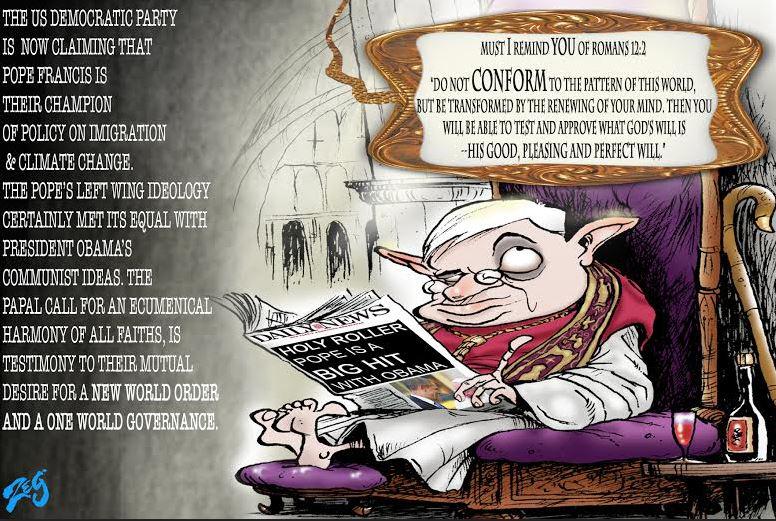 THE US DEMOCRATIC PARTY
IS NOW CLAIMING THAT
POPE FRANCIS IS
THEIR CHAMPION
OF POLICY ON IMIGRATION
& CLIMATE CHANGE.
THE POPE'S LEFT WING IDEOLOGY
CERTAINLY MET ITS EQUAL WITH
PRESIDENT OBAMA'S
COMMUNIST IDEAS. THE
PAPAL CALL FOR AN ECUMENICAL
HARMONY OF ALL FAITHS, IS
TESTIMONY TO THEIR MUTUAL
DESIRE FOR A NEW WORLD ORDER
AND A ONE WORLD GOVERNANCE.
MUST I REMIND YOU OF ROMANS 12:2
"DO NOT CONFORM TO THE PATTERN OF THIS WORLD,
BUT BE TRANSFORMED BY THE RENEWING OF YOUR MIND. THEN YOU
WILL BE ABLE TO TEST AND APPROVE WHAT GOD'S WILL IS
--HIS GOOD, PLEASING AND PERFECT WILL."
DAILY NEWS
HOLY ROLLER
POPE IS A
BIG HIT
WITH OBAMA